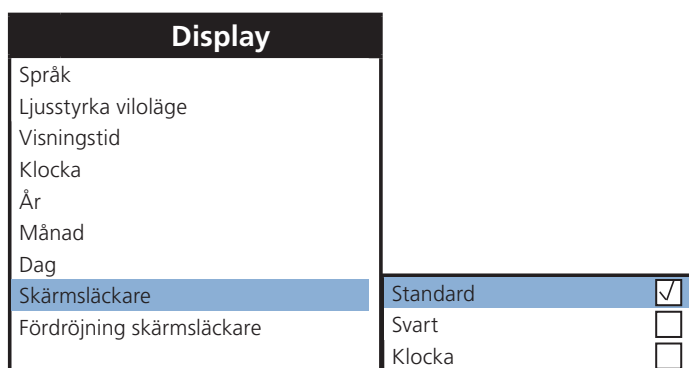 Display
Språk
Ljusstyrka viloläge
Visningstid
Klocka
År
Månad
Dag
Skärmsläckare
Fördröjning skärmsläckare
Standard
Svart
Klocka